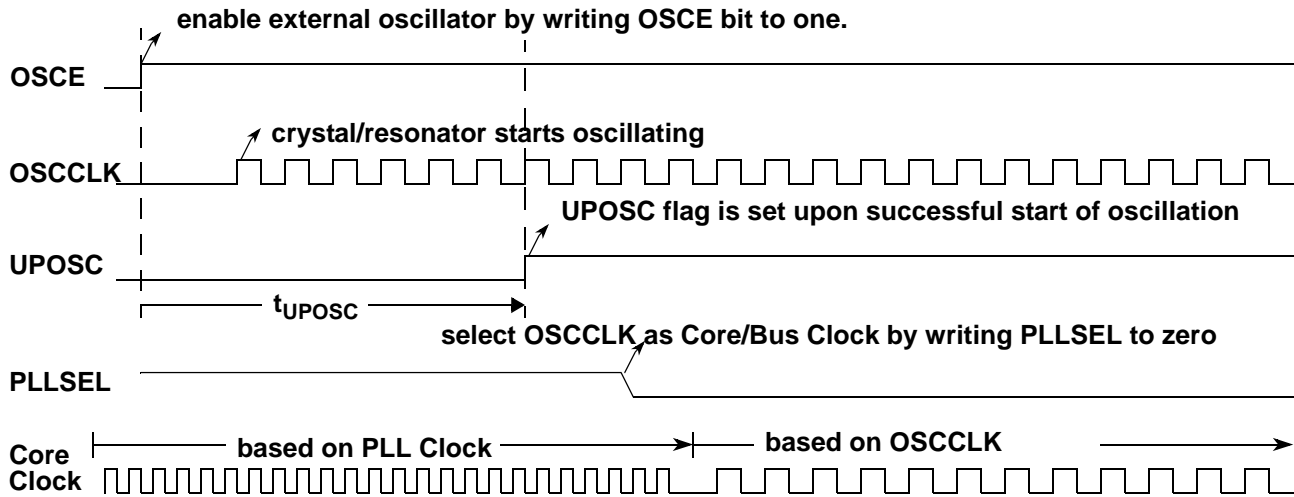 enable external oscillator by writing OSCE bit to one.
OSCE
crystal/resonator starts oscillating
OSCCLK
UPOSC flag is set upon successful start of oscillation
UPOSC
tUPOSC
select OSCCLK as Core/Bus Clock by writing PLLSEL to zero
PLLSEL
based on PLL Clock
based on OSCCLK
Core
Clock